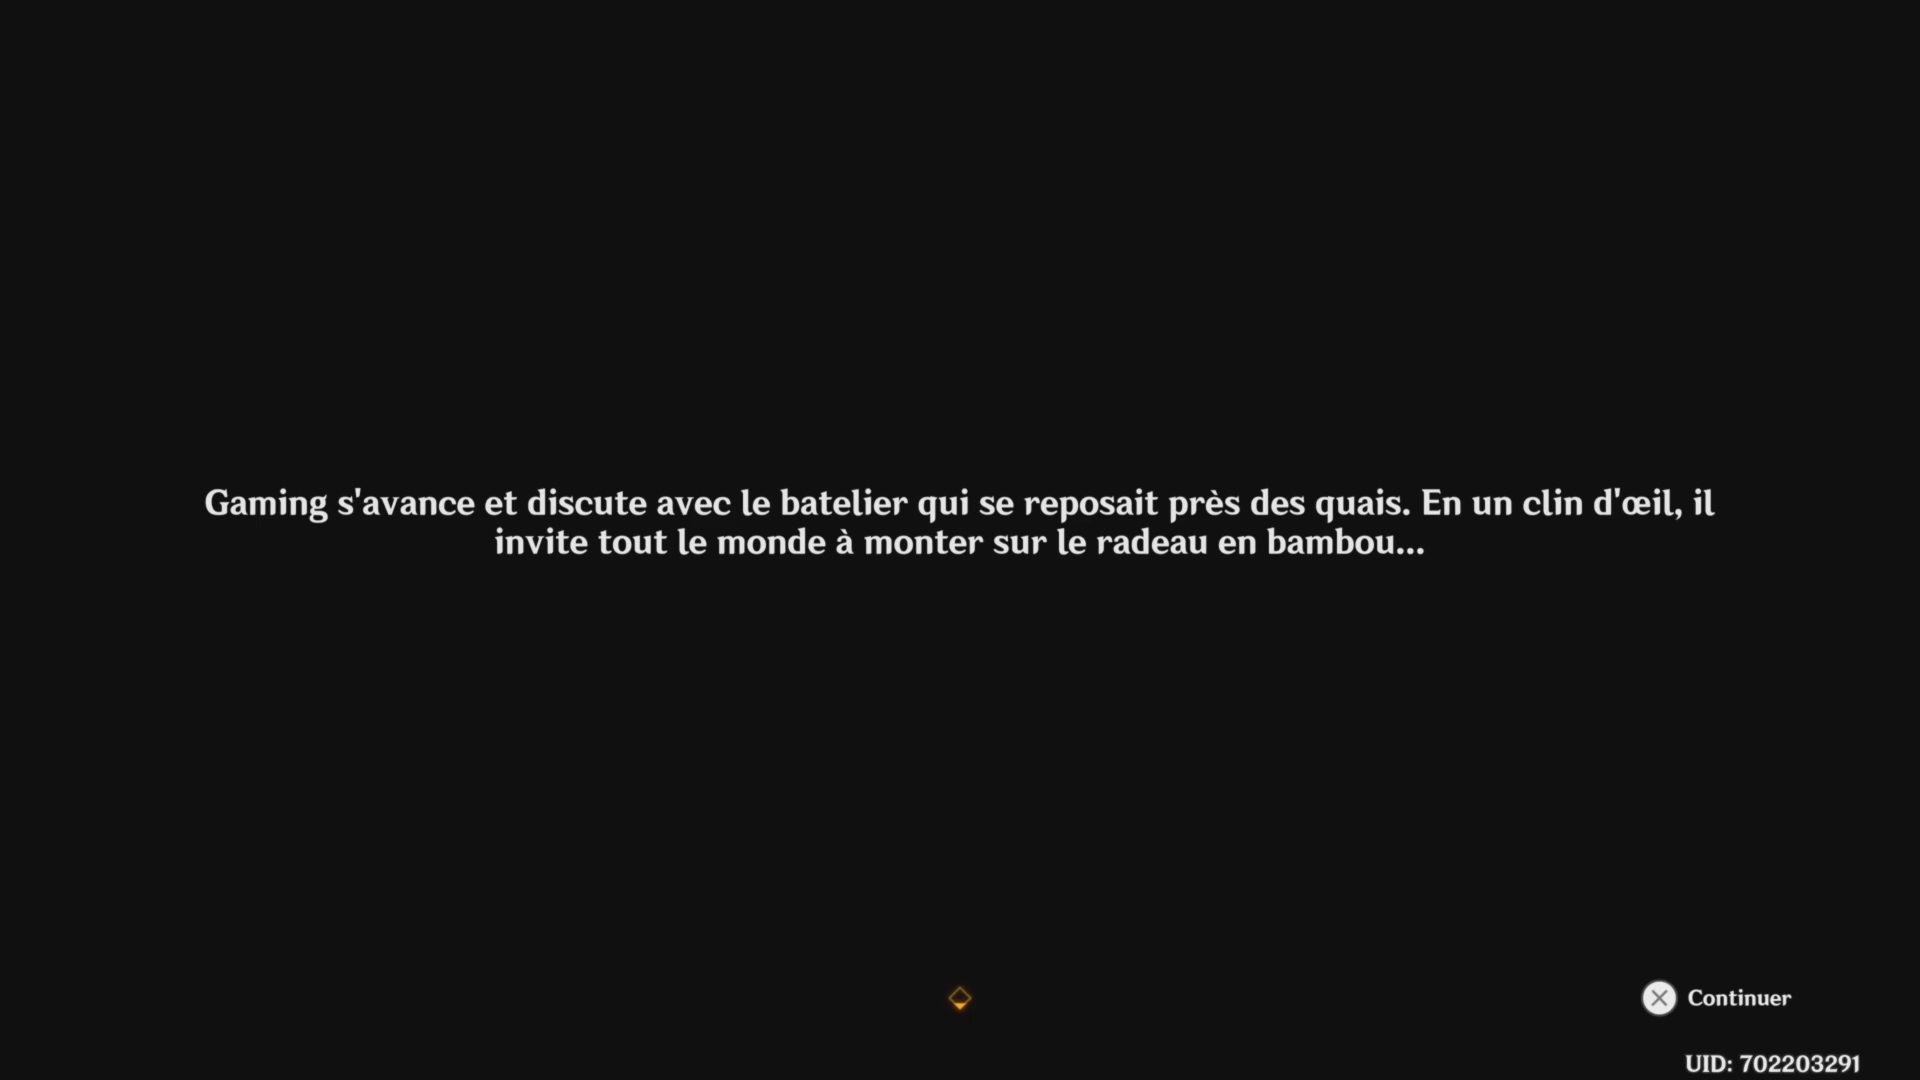 Gaming s'avance et discute avec le batelier qui se reposait près des quais. En un clin d'œil, il
invite tout le monde à monter sur le radeau en bambou...
Continuer
UID: 702203291